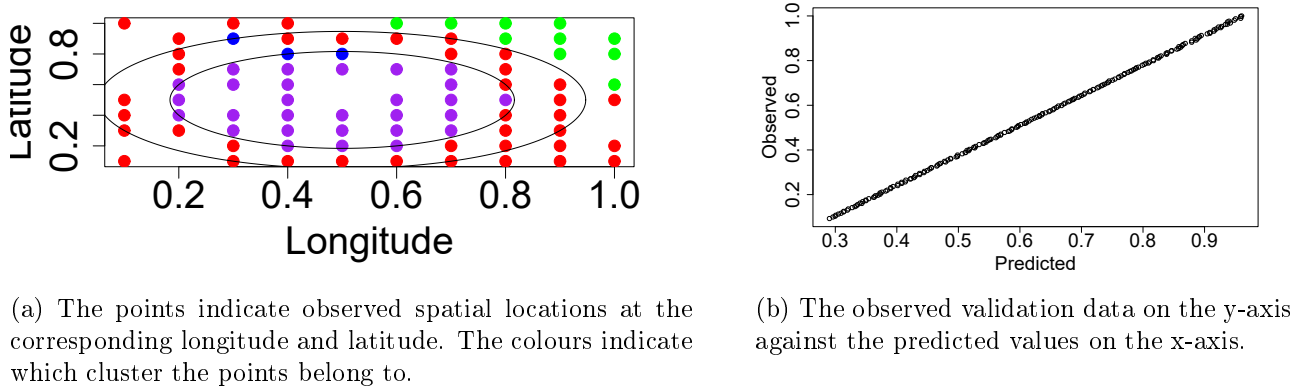 Latitude
0.8
0.2
0.2 0.4 0.6 0.8 1.0
Longitude
(a) The points indicate observed spatial locations at the
corresponding longitude and latitude. The colours indicate
which cluster the points belong to.
Observed
1.0
0.8
0.6
0.4
0.2
0.3 0.4 0.5 0.6 0.7 0.8 0.9
Predicted
(b) The observed validation data on the y-axis
against the predicted values on the x-axis.